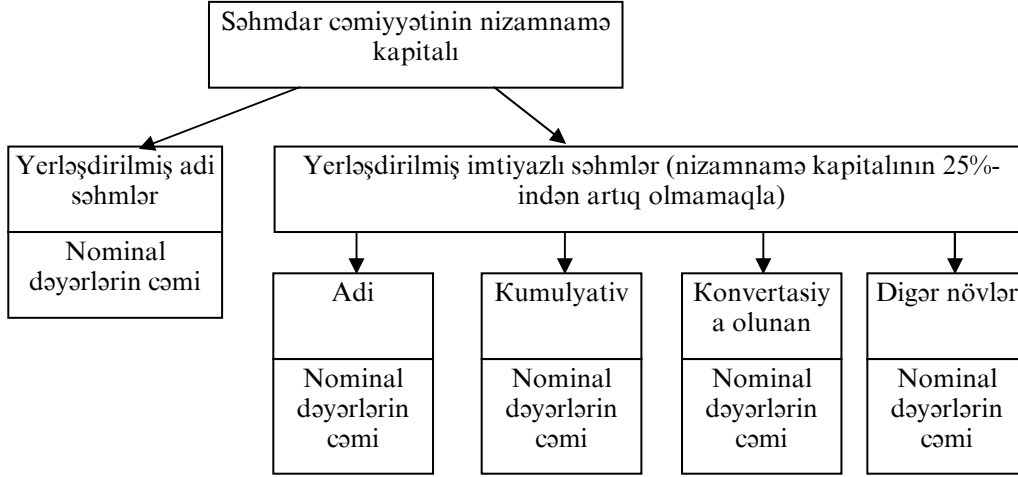 Səhmdar cəmiyyətinin nizamnamə
kapitalı
Yerləşdirilmiş adi
səhmlər
Nominal
dəyərlərin cəmi
Yerləşdirilmiş imtiyazlı səhmlər (nizamnamə kapitalının 25%-
indən artıq olmamaqla)
Adi
Nominal
dəyərlərin
cəmi
Kumulyativ
Nominal
dəyərlərin
cəmi
Konvertasiy
a olunan
Nominal
dəyərlərin
cəmi
Digər növlər
Nominal
dəyərlərin
cəmi